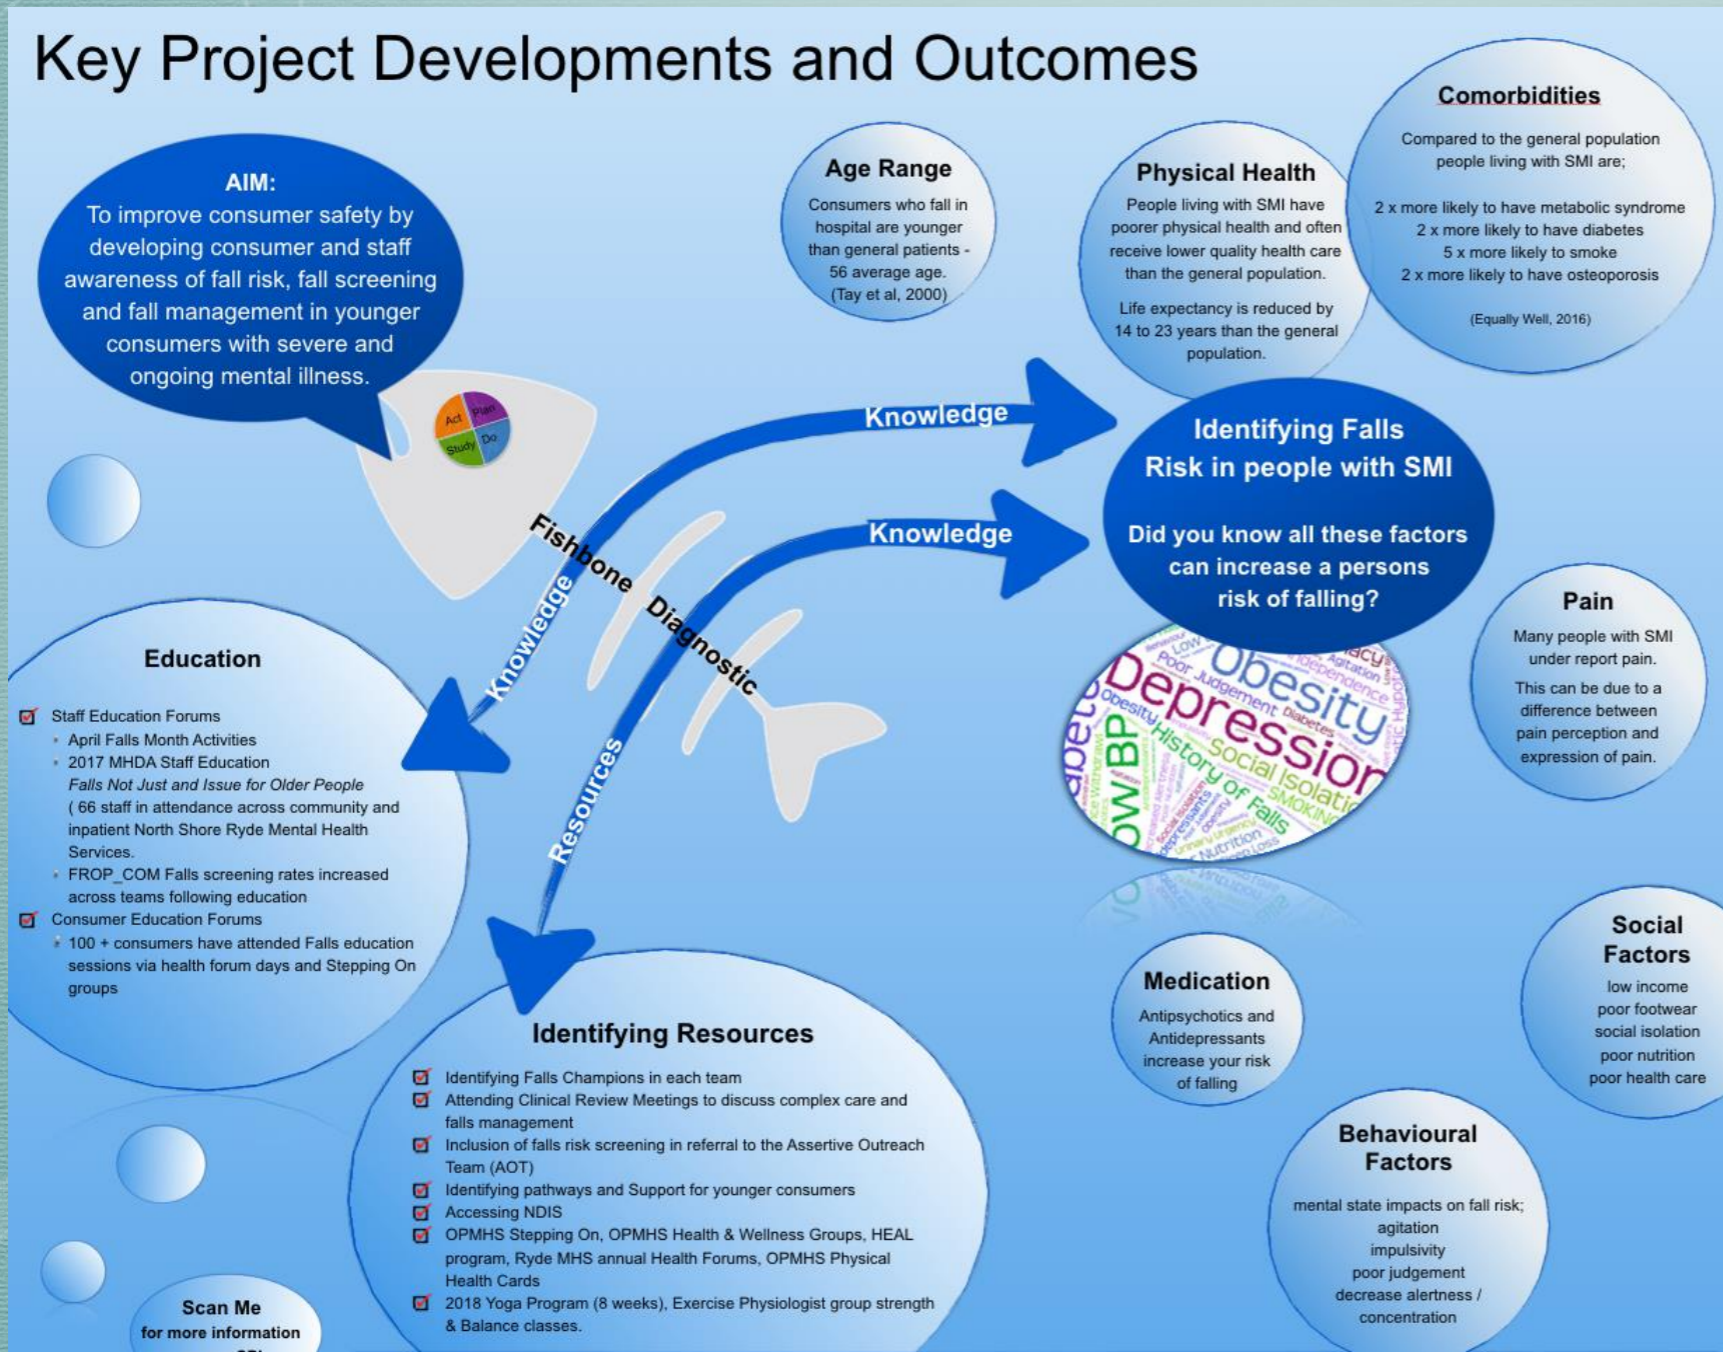 Key Project Developments and Outcomes
AIM:
To improve consumer safety by
developing consumer and staff
awareness of fall risk, fall screening
and fall management in younger
consumers with severe and
ongoing mental illness.
Age Range
Consumers who fall in
hospital are younger
than general patients -
56 average age.
(Tay et al, 2000)
Physical Health
People living with SMI have
poorer physical health and often
receive lower quality health care
than the general population.
Life expectancy is reduced by
14 to 23 years than the general
population.
Comorbidities
Compared to the general population
people living with SMI are;
2 x more likely to have metabolic syndrome
2 x more likely to have diabetes
5 x more likely to smoke
2 x more likely to have osteoporosis
(Equally Well, 2016)
Act
Plan
Study
Do
Fishbone Diagnostic
Knowledge
Knowledge
Knowledge
Resources
Identifying Falls
Risk in people with SMI
Did you know all these factors
can increase a persons
risk of falling?
Obesity
Depression
Poor Judgement
Agitation
independence
Diabetes
Obesity
History of Falls
Social Isolatio
SMOKING
Low BP
Nutrition
Urinary Urgency
Pain
Many people with SMI
under report pain.
This can be due to a
difference between
pain perception and
expression of pain.
Education
Staff Education Forums
April Falls Month Activities
2017 MHDA Staff Education
Falls Not Just and Issue for Older People
( 66 staff in attendance across community and
inpatient North Shore Ryde Mental Health
Services.
FROP_COM Falls screening rates increased
across teams following education
Consumer Education Forums
100 + consumers have attended Falls education
sessions via health forum days and Stepping On
groups
Identifying Resources
Identifying Falls Champions in each team
Attending Clinical Review Meetings to discuss complex care and
falls management
Inclusion of falls risk screening in referral to the Assertive Outreach
Team (AOT)
Identifying pathways and Support for younger consumers
Accessing NDIS
OPMHS Stepping On, OPMHS Health & Wellness Groups, HEAL
program, Ryde MHS annual Health Forums, OPMHS Physical
Health Cards
2018 Yoga Program (8 weeks), Exercise Physiologist group strength
& Balance classes.
Medication
Antipsychotics and
Antidepressants
increase your risk
of falling
Social
Factors
low income
poor footwear
social isolation
poor nutrition
poor health care
Behavioural
Factors
mental state impacts on fall risk;
agitation
impulsivity
poor judgement
decrease alertness /
concentration
Scan Me
for more information